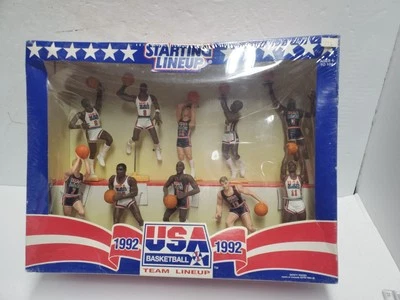 STARTING
LINEUP
1992
USA
1992
BASKETBALL
TEAM LINEUP